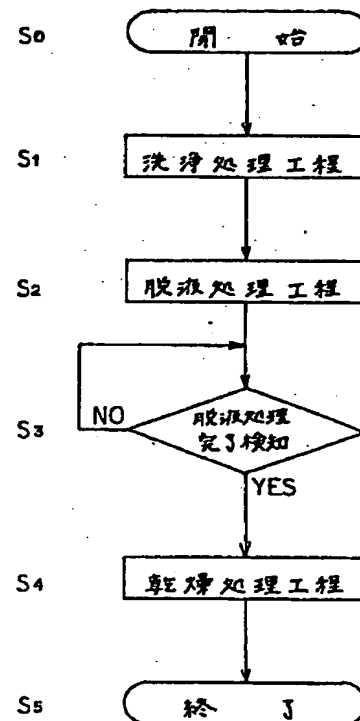 S0 開始
S1 洗浄処理工程
S2 脱液処理工程
S3 NO 脱液処理
完了検知
YES
S4 乾燥処理工程
S5 終了